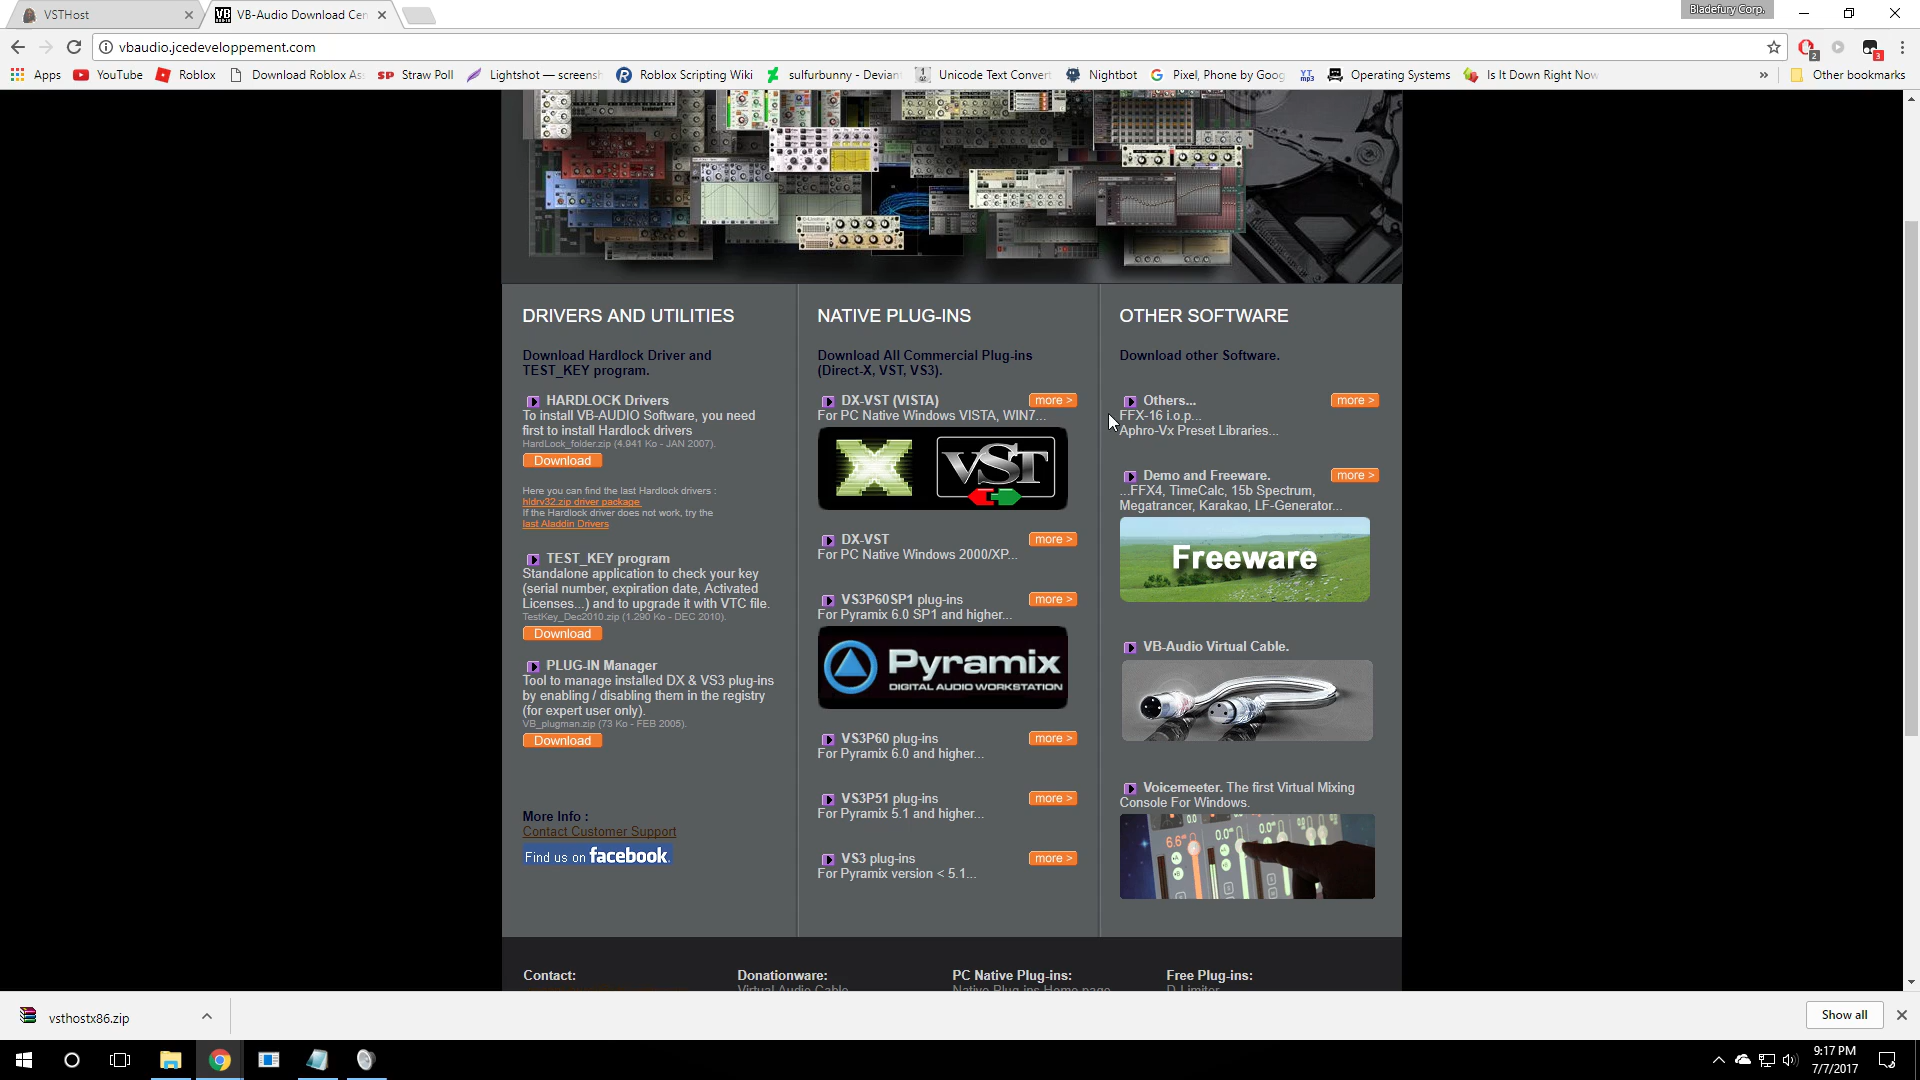 VSTHost
VB-Audio Download Cen
Bladefury Corp.
vbaudio.jcedeveloppement.com
2
3
Apps
YouTube
Roblox
Download Roblox As
SP Straw Poll
Lightshot — screensh
Roblox Scripting Wiki
sulfurbunny - Devian
Unicode Text Convert
Nightbot
Pixel, Phone by Goog
YT mp3
Operating Systems
Is It Down Right Now
»
Other bookmarks
DRIVERS AND UTILITIES
Download Hardlock Driver and
TEST_KEY program.
HARDLOCK Drivers
To install VB-AUDIO Software, you need
first to install Hardlock drivers
HardLock_folder.zip (4.941 Ko - JAN 2007).
Download
Here you can find the last Hardlock drivers :
hldrv32.zip driver package.
If the Hardlock driver does not work, try the
last Aladdin Drivers
TEST_KEY program
Standalone application to check your key
(serial number, expiration date, Activated
Licenses...) and to upgrade it with VTC file.
TestKey_Dec2010.zip (1.290 Ko - DEC 2010).
Download
PLUG-IN Manager
Tool to manage installed DX & VS3 plug-ins
by enabling / disabling them in the registry
(for expert user only).
VB_plugman.zip (73 Ko - FEB 2005).
Download
More Info :
Contact Customer Support
Find us on facebook.
NATIVE PLUG-INS
Download All Commercial Plug-ins
(Direct-X, VST, VS3).
DX-VST (VISTA) more >
For PC Native Windows VISTA, WIN7...
VST
DX-VST more >
For PC Native Windows 2000/XP...
VS3P60SP1 plug-ins more >
For Pyramix 6.0 SP1 and higher...
Pyramix
DIGITAL AUDIO WORKSTATION
VS3P60 plug-ins more >
For Pyramix 6.0 and higher...
VS3P51 plug-ins more >
For Pyramix 5.1 and higher...
VS3 plug-ins more >
For Pyramix version < 5.1...
OTHER SOFTWARE
Download other Software.
Others... more >
FFX-16 i.o.p...
Aphro-Vx Preset Libraries...
Demo and Freeware. more >
...FFX4, TimeCalc, 15b Spectrum,
Megatrancer, Karakao, LF-Generator...
Freeware
VB-Audio Virtual Cable.
Voicemeeter. The first Virtual Mixing
Console For Windows.
Contact:
Donationware:
Virtual Audio Cable
PC Native Plug-ins:
Native Plug-ins Home page
Free Plug-ins:
D-Limiter
vsthostx86.zip
Show all
9:17 PM
7/7/2017